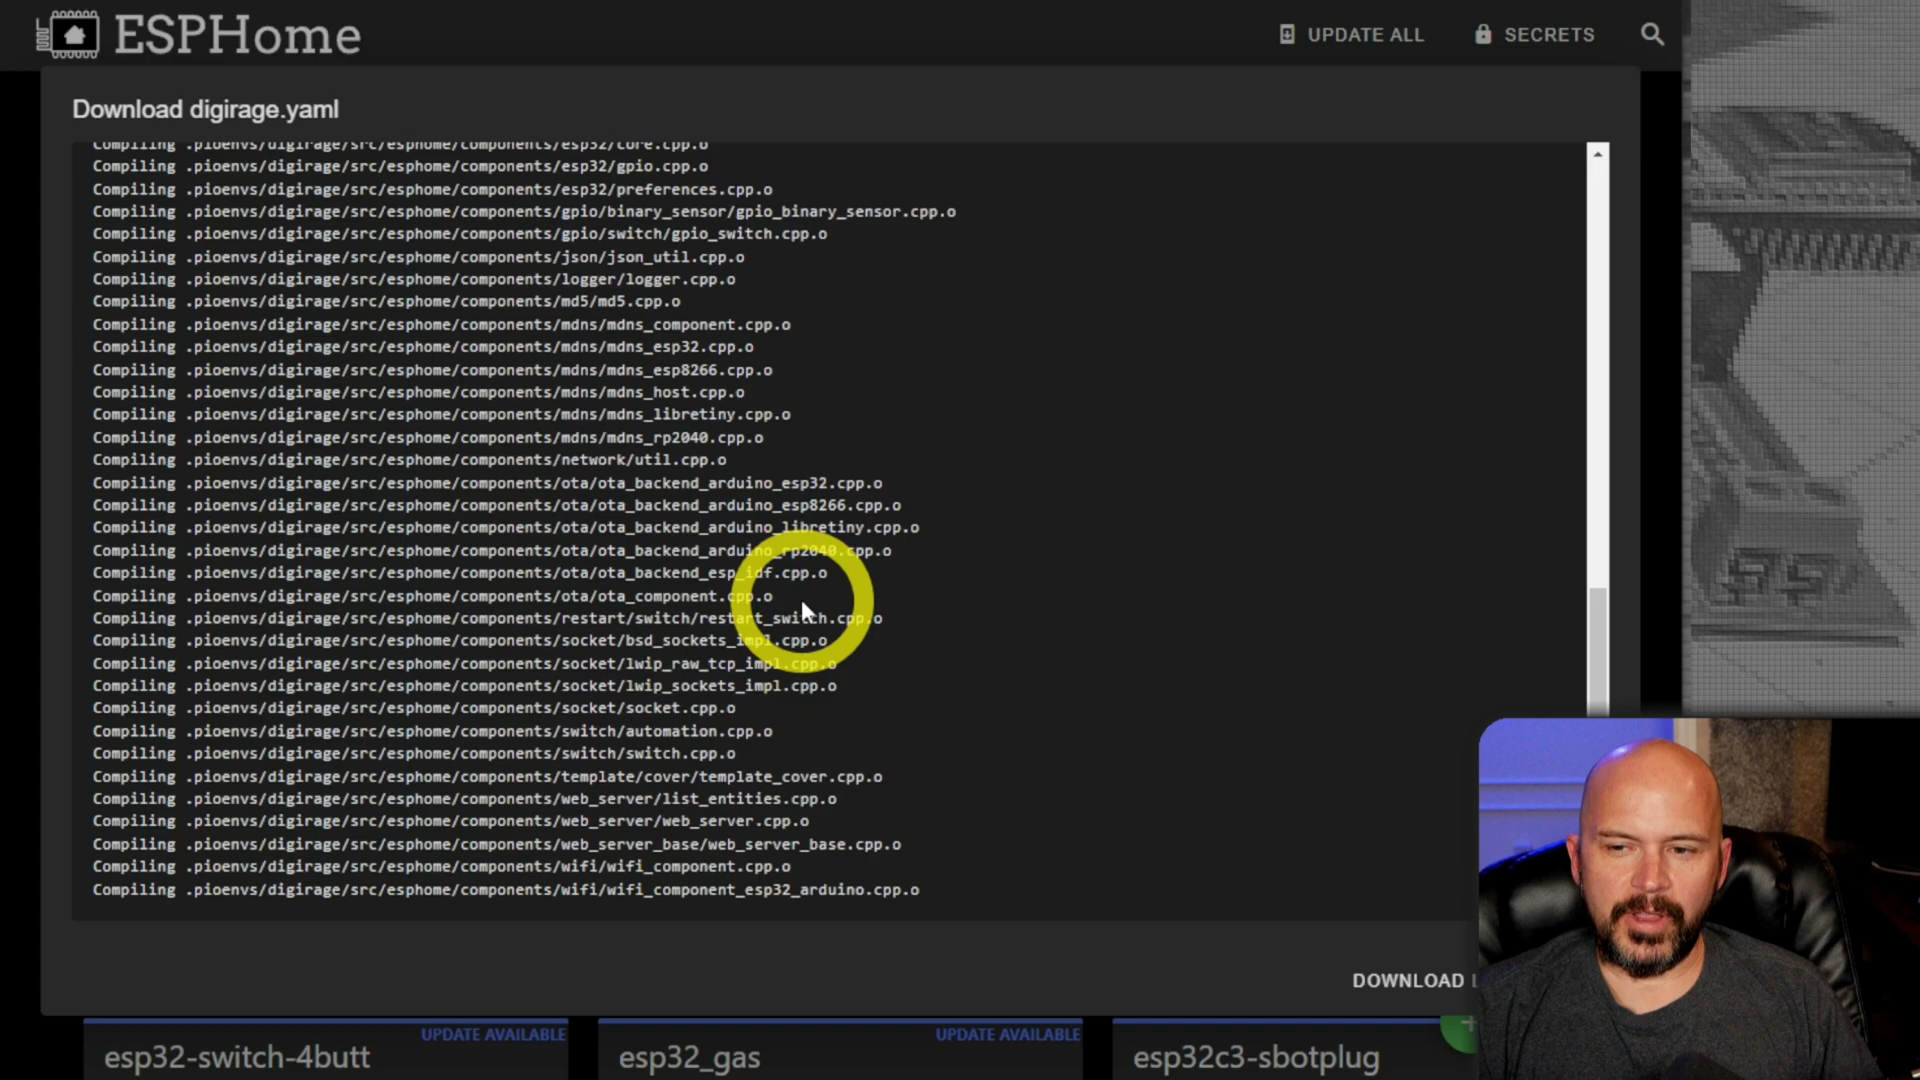 ESPHome
UPDATE ALL
SECRETS
Download digirage.yaml
Compiling .pioenvs/digirage/src/esphome/components/esp32/core.cpp.o
Compiling .pioenvs/digirage/src/esphome/components/esp32/gpio.cpp.o
Compiling .pioenvs/digirage/src/esphome/components/esp32/preferences.cpp.o
Compiling .pioenvs/digirage/src/esphome/components/gpio/binary_sensor/gpio_binary_sensor.cpp.o
Compiling .pioenvs/digirage/src/esphome/components/gpio/switch/gpio_switch.cpp.o
Compiling .pioenvs/digirage/src/esphome/components/json/json_util.cpp.o
Compiling .pioenvs/digirage/src/esphome/components/logger/logger.cpp.o
Compiling .pioenvs/digirage/src/esphome/components/md5/md5.cpp.o
Compiling .pioenvs/digirage/src/esphome/components/mdns/mdns_component.cpp.o
Compiling .pioenvs/digirage/src/esphome/components/mdns/mdns_esp32.cpp.o
Compiling .pioenvs/digirage/src/esphome/components/mdns/mdns_esp8266.cpp.o
Compiling .pioenvs/digirage/src/esphome/components/mdns/mdns_host.cpp.o
Compiling .pioenvs/digirage/src/esphome/components/mdns/mdns_libretiny.cpp.o
Compiling .pioenvs/digirage/src/esphome/components/mdns/mdns_rp2040.cpp.o
Compiling .pioenvs/digirage/src/esphome/components/network/util.cpp.o
Compiling .pioenvs/digirage/src/esphome/components/ota/ota_backend_arduino_esp32.cpp.o
Compiling .pioenvs/digirage/src/esphome/components/ota/ota_backend_arduino_esp8266.cpp.o
Compiling .pioenvs/digirage/src/esphome/components/ota/ota_backend_arduino_libretiny.cpp.o
Compiling .pioenvs/digirage/src/esphome/components/ota/ota_backend_arduino_rp2040.cpp.o
Compiling .pioenvs/digirage/src/esphome/components/ota/ota_backend_esp_idf.cpp.o
Compiling .pioenvs/digirage/src/esphome/components/ota/ota_component.cpp.o
Compiling .pioenvs/digirage/src/esphome/components/restart/switch/restart_switch.cpp.o
Compiling .pioenvs/digirage/src/esphome/components/socket/bsd_sockets_impl.cpp.o
Compiling .pioenvs/digirage/src/esphome/components/socket/lwip_raw_tcp_impl.cpp.o
Compiling .pioenvs/digirage/src/esphome/components/socket/lwip_sockets_impl.cpp.o
Compiling .pioenvs/digirage/src/esphome/components/socket/socket.cpp.o
Compiling .pioenvs/digirage/src/esphome/components/switch/automation.cpp.o
Compiling .pioenvs/digirage/src/esphome/components/switch/switch.cpp.o
Compiling .pioenvs/digirage/src/esphome/components/template/cover/template_cover.cpp.o
Compiling .pioenvs/digirage/src/esphome/components/web_server/list_entities.cpp.o
Compiling .pioenvs/digirage/src/esphome/components/web_server/web_server.cpp.o
Compiling .pioenvs/digirage/src/esphome/components/web_server_base/web_server_base.cpp.o
Compiling .pioenvs/digirage/src/esphome/components/wifi/wifi_component.cpp.o
Compiling .pioenvs/digirage/src/esphome/components/wifi/wifi_component_esp32_arduino.cpp.o
DOWNLOAD
UPDATE AVAILABLE
esp32-switch-4butt
UPDATE AVAILABLE
esp32_gas
esp32c3-sbotplug